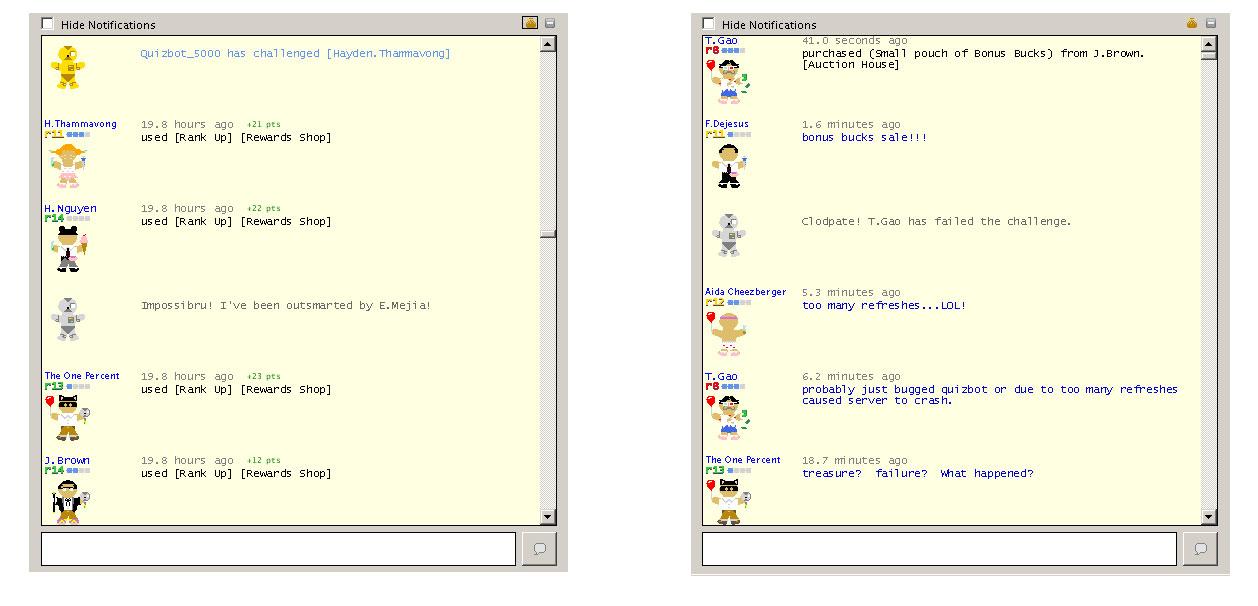 Hide Notifications
Quizbot_5000 has challenged [Hayden.Thammavong]
H.Thammavong
19.8 hours ago +21 pts
r11
used [Rank Up] [Rewards Shop]
H.Nguyen
19.8 hours ago +22 pts
r14
used [Rank Up] [Rewards Shop]
Impossibru! I've been outsmarted by E.Mejia!
The One Percent
19.8 hours ago +23 pts
r13
used [Rank Up] [Rewards Shop]
J.Brown
19.8 hours ago +12 pts
r14
used [Rank Up] [Rewards Shop]
Hide Notifications
T.Gao
41.0 seconds ago
r8
purchased (Small pouch of Bonus Bucks) from J.Brown.
[Auction House]
F.Dejesus
1.6 minutes ago
r11
bonus bucks sale!!!
Clodpate! T.Gao has failed the challenge.
Aida Cheezberger
5.3 minutes ago
r12
too many refreshes...LOL!
T.Gao
6.2 minutes ago
r8
probably just bugged quizbot or due to too many refreshes
caused server to crash.
The One Percent
18.7 minutes ago
r13
treasure? failure? What happened?